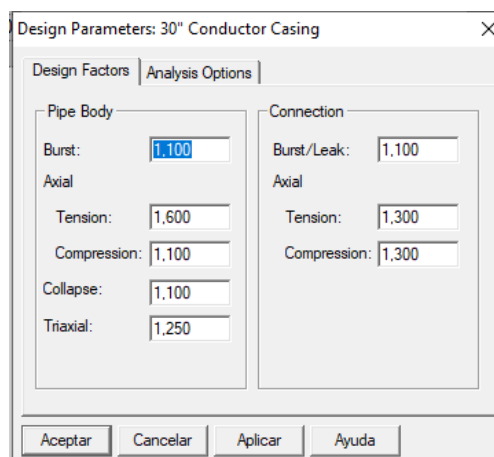 Design Parameters: 30" Conductor Casing
Design Factors Analysis Options
Pipe Body
Burst: 1,100
Axial
Tension: 1,600
Compression: 1,100
Collapse: 1,100
Triaxial: 1,250
Connection
Burst/Leak: 1,100
Axial
Tension: 1,300
Compression: 1,300
Aceptar Cancelar Aplicar Ayuda